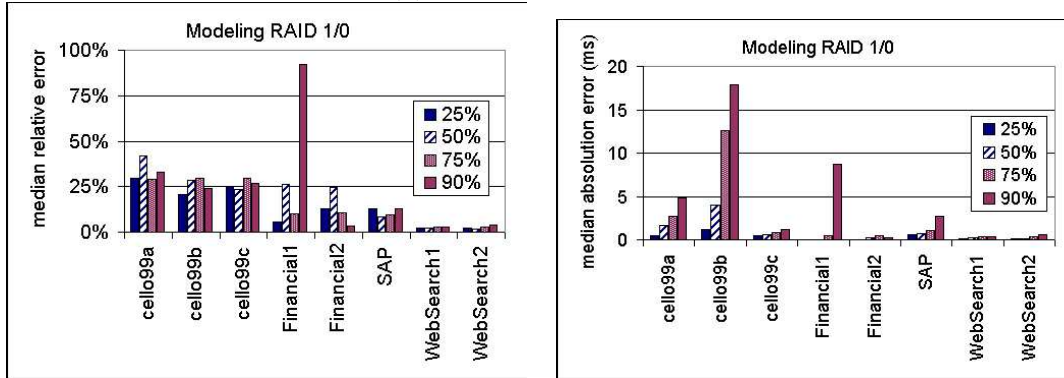 Modeling RAID 1/0
median relative error
100%
75%
50%
25%
0%
25%
50%
75%
90%
cello99a
cello99b
cello99c
Financial1
Financial2
SAP
WebSearch1
WebSearch2
Modeling RAID 1/0
median absolution error (ms)
20
15
10
5
0
25%
50%
75%
90%
cello99a
cello99b
cello99c
Financial1
Financial2
SAP
WebSearch1
WebSearch2